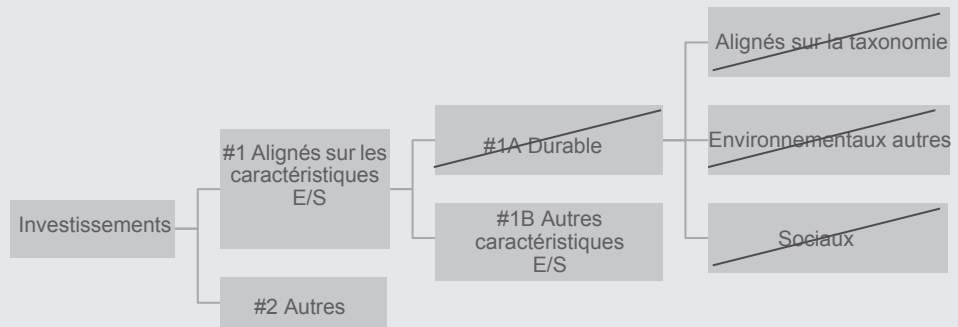 Investissements
#1 Alignés sur les
caractéristiques
E/S
#2 Autres
#1A Durable
#1B Autres
caractéristiques
E/S
Alignés sur la taxonomie
Environnementaux autres
Sociaux